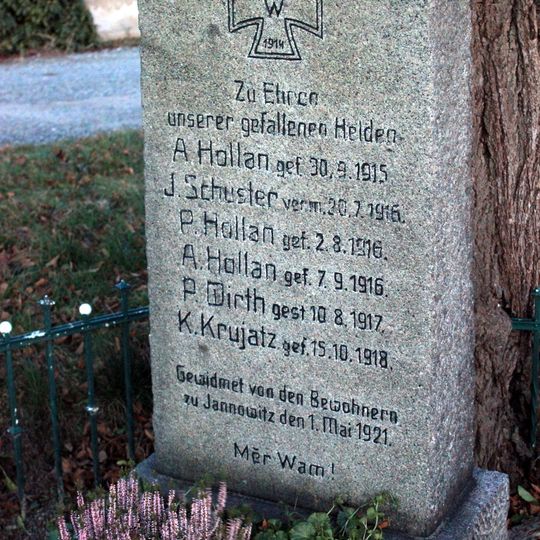 W
1914
Zu Ehren
unserer gefallenen Helden
A Hollan gef. 30.9.1915
J. Schuster verm. 20.7.1916.
P. Hollan gef. 2.8.1916.
A. Hollan gef. 7.9.1916.
P. Wirth gest 10 8.1917.
K. Krujatz gef. 15.10.1918.
Gewidmet von den Bewohnern
zu Jannowitz den 1. Mai 1921.
Mĕr Wam!